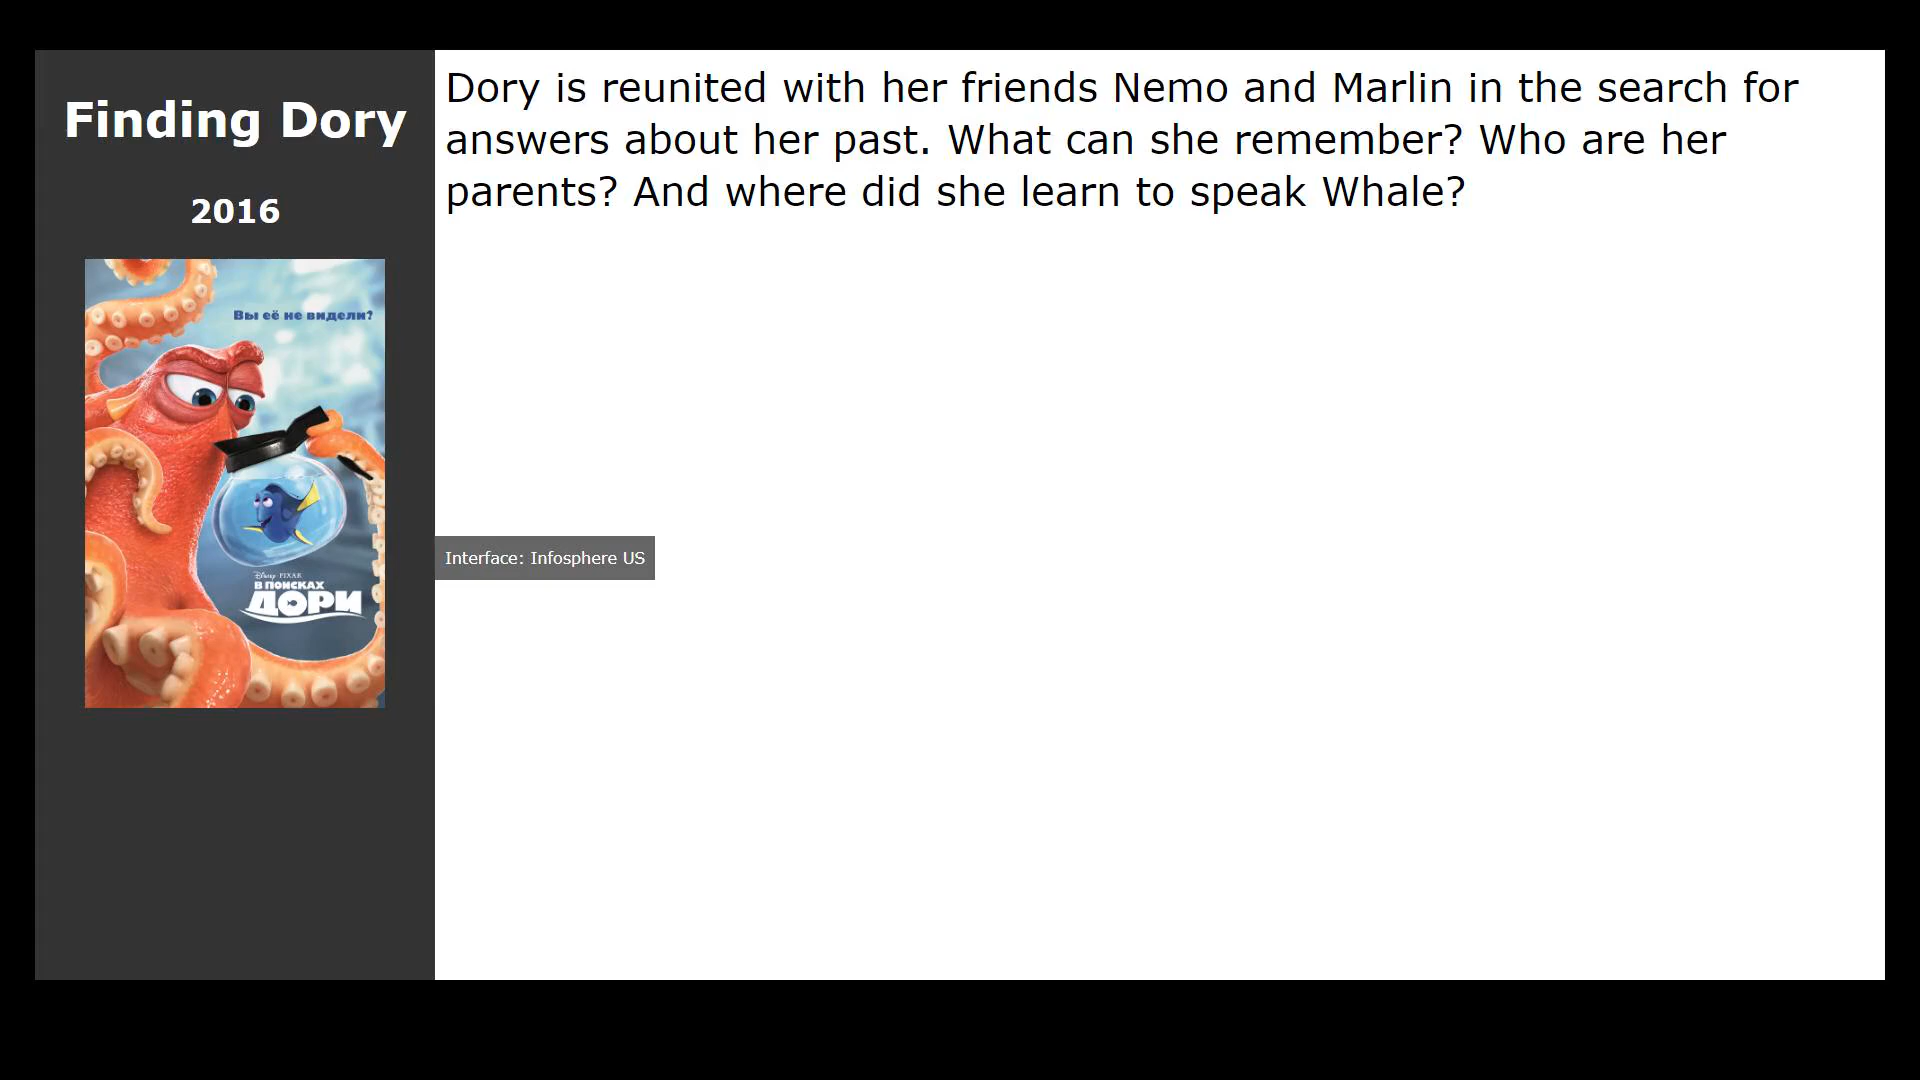 Finding Dory
2016
Вы её не видели?
Disney PIXAR
В ПОИСКАХ
ДОРИ
Dory is reunited with her friends Nemo and Marlin in the search for
answers about her past. What can she remember? Who are her
parents? And where did she learn to speak Whale?
Interface: Infosphere US